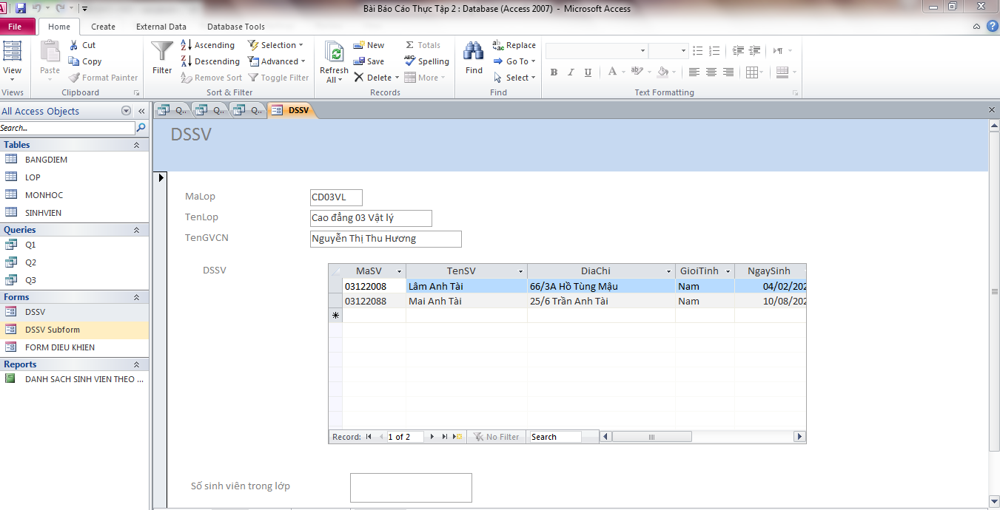 Bài Báo Cáo Thực Tập 2 : Database (Access 2007) - Microsoft Access
File Home Create External Data Database Tools
View
Views
Paste
Cut
Copy
Format Painter
Clipboard
Filter
Ascending
Descending
Remove Sort
Selection
Advanced
Toggle Filter
Sort & Filter
Refresh All
New
Save
Delete
Totals
Spelling
More
Records
Find
Replace
Go To
Select
Find
B I U A ab
Text Formatting
All Access Objects
Search...
Tables
BANGDIEM
LOP
MONHOC
SINHVIEN
Queries
Q1
Q2
Q3
Forms
DSSV
DSSV Subform
FORM DIEU KHIEN
Reports
DANH SACH SINH VIEN THEO ...
Q.. Q.. Q.. DSSV
DSSV
MaLop CD03VL
TenLop Cao đẳng 03 Vật lý
TenGVCN Nguyễn Thị Thu Hương
DSSV
MaSV TenSV DiaChi GioiTinh NgaySinh
03122008 Lâm Anh Tài 66/3A Hồ Tùng Mậu Nam 04/02/202
03122088 Mai Anh Tài 25/6 Trần Anh Tài Nam 10/08/202
Record: 1 of 2 No Filter Search
Số sinh viên trong lớp